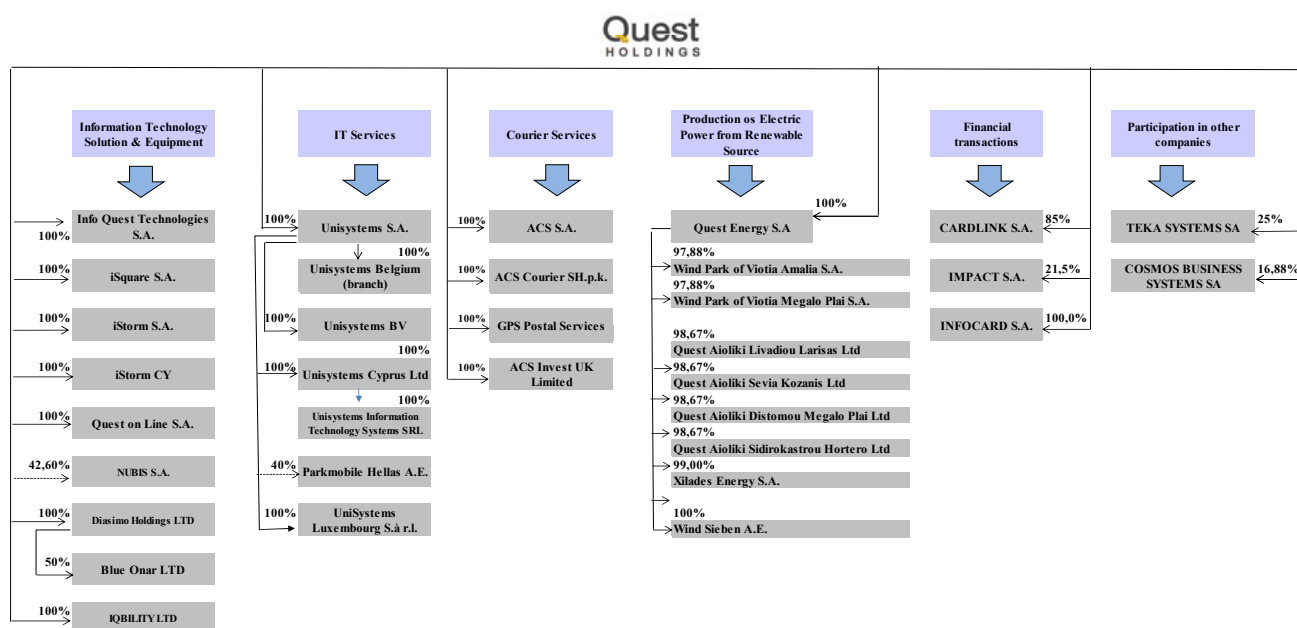 Quest
HOLDINGS
Information Technology
Solution & Equipment
100%
Info Quest Technologies
S.A.
100%
iSquare S.A.
100%
iStorm S.A.
100%
iStorm CY
100%
Quest on Line S.A.
42,60%
NUBIS S.A.
100%
Diasimo Holdings LTD
50%
Blue Onar LTD
100%
IQBILITY LTD
IT Services
100%
Unisystems S.A.
100%
Unisystems Belgium
(branch)
100%
Unisystems BV
100%
100%
Unisystems Cyprus Ltd
100%
Unisystems Information
Technology Systems SRL
40%
Parkmobile Hellas A.E.
100%
UniSystems
Luxembourg S.à r.l.
Courier Services
100%
ACS S.A.
100%
ACS Courier SH.p.k.
100%
GPS Postal Services
100%
ACS Invest UK
Limited
Production os Electric
Power from Renewable
Source
100%
Quest Energy S.A
97,88%
Wind Park of Viotia Amalia S.A.
97,88%
Wind Park of Viotia Megalo Plai S.A.
98,67%
Quest Aioliki Livadiou Larisas Ltd
98,67%
Quest Aioliki Sevia Kozanis Ltd
98,67%
Quest Aioliki Distomou Megalo Plai Ltd
98,67%
Quest Aioliki Sidirokastrou Hortero Ltd
99,00%
Xilades Energy S.A.
100%
Wind Sieben A.E.
Financial
transactions
CARDLINK S.A.
85%
IMPACT S.A.
21,5%
INFOCARD S.A.
100,0%
Participation in other
companies
TEKA SYSTEMS SA
25%
COSMOS BUSINESS
SYSTEMS SA
16,88%